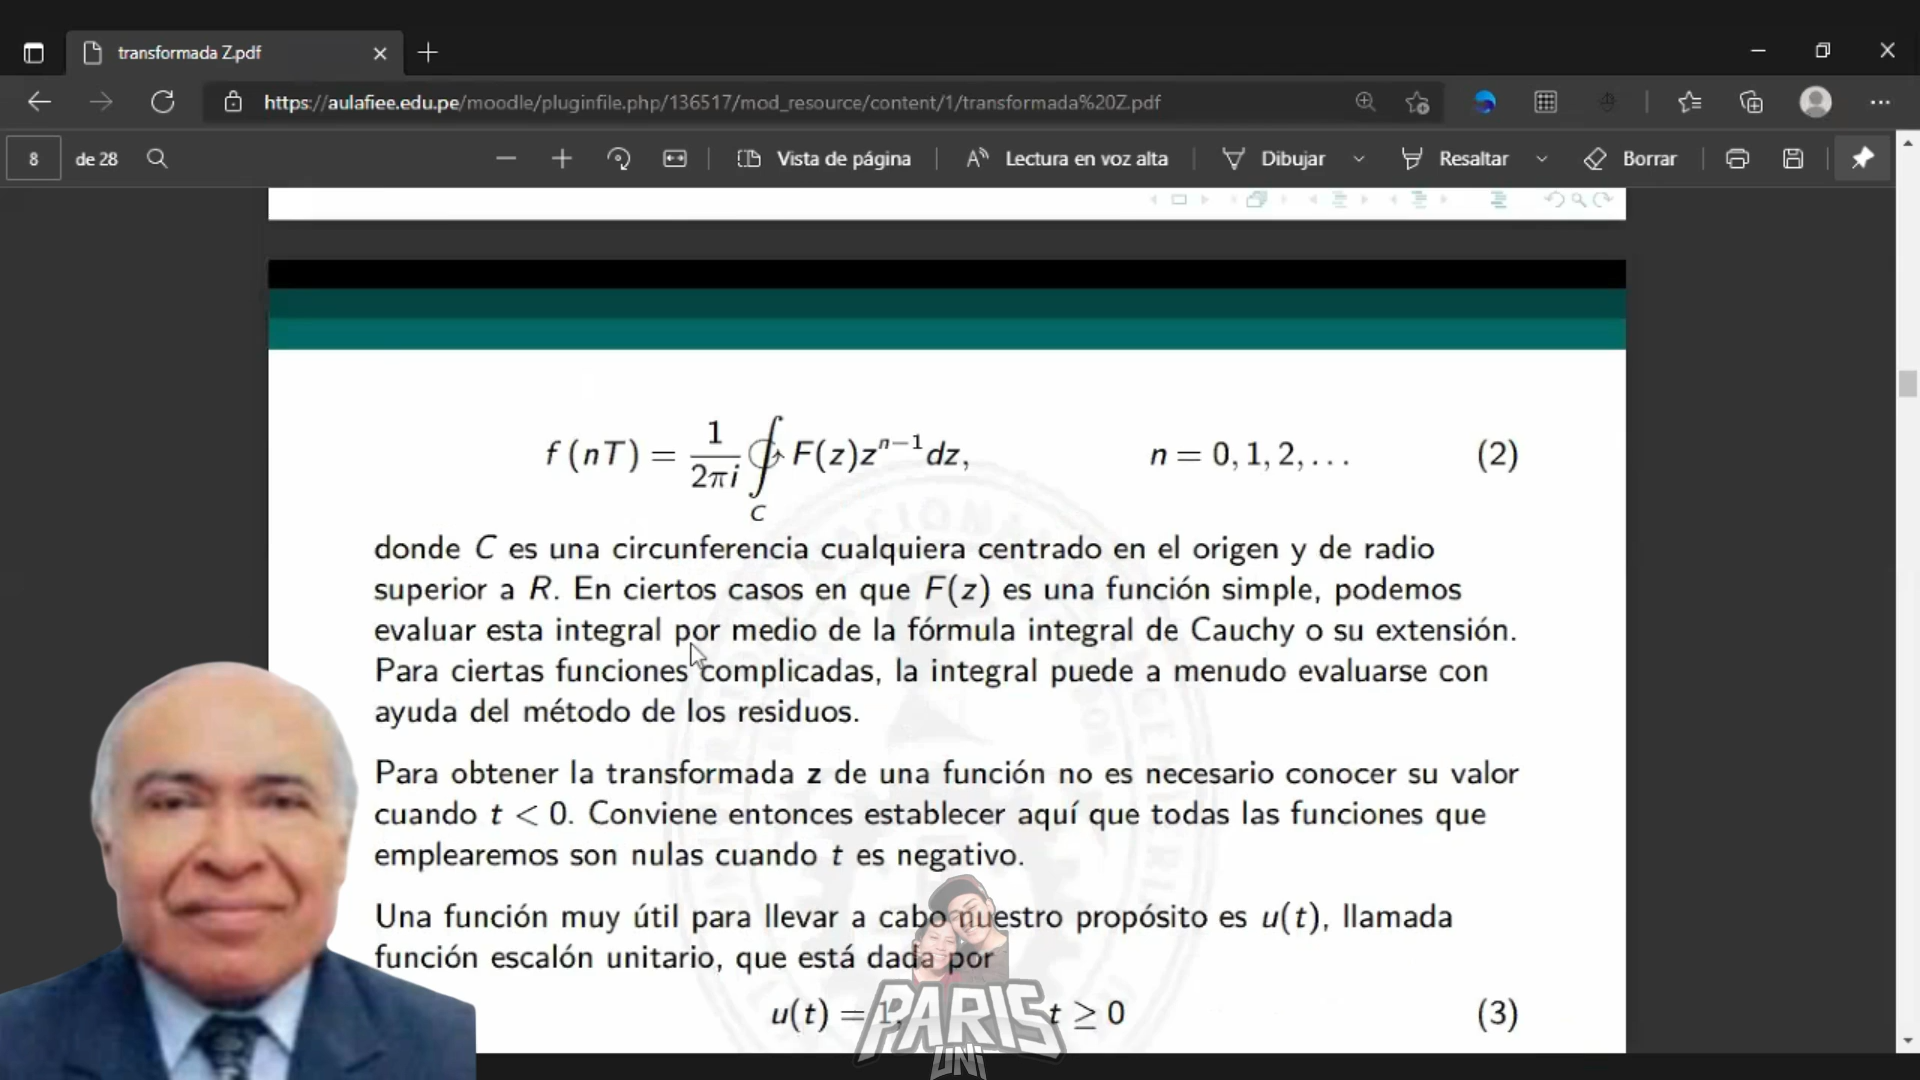 transformada Z.pdf
https://aulafiee.edu.pe/moodle/pluginfile.php/136517/mod_resource/content/1/transformada%20Z.pdf
8 de 28 Vista de página Lectura en voz alta Dibujar Resaltar Borrar
f (nT) = 1/2πi ∮_C F(z)z^{n−1}dz, n = 0, 1, 2, . . . (2)
donde C es una circunferencia cualquiera centrado en el origen y de radio
superior a R. En ciertos casos en que F(z) es una función simple, podemos
evaluar esta integral por medio de la fórmula integral de Cauchy o su extensión.
Para ciertas funciones complicadas, la integral puede a menudo evaluarse con
ayuda del método de los residuos.
Para obtener la transformada z de una función no es necesario conocer su valor
cuando t < 0. Conviene entonces establecer aquí que todas las funciones que
emplearemos son nulas cuando t es negativo.
Una función muy útil para llevar a cabo nuestro propósito es u(t), llamada
función escalón unitario, que está dada por
u(t) = 1, t ≥ 0 (3)
PARIS
UNI